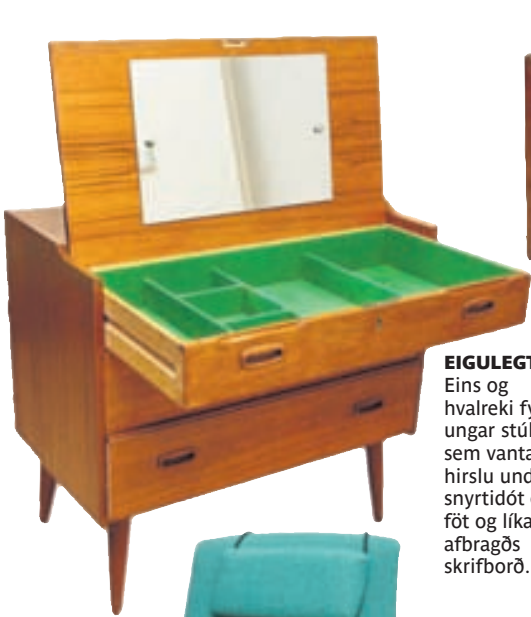 EIGULEGT
Eins og
hvalreki fy
ungar stúl
sem vanta
hirslu und
snyrtidót
föt og líka
afbragðs
skrifborð.